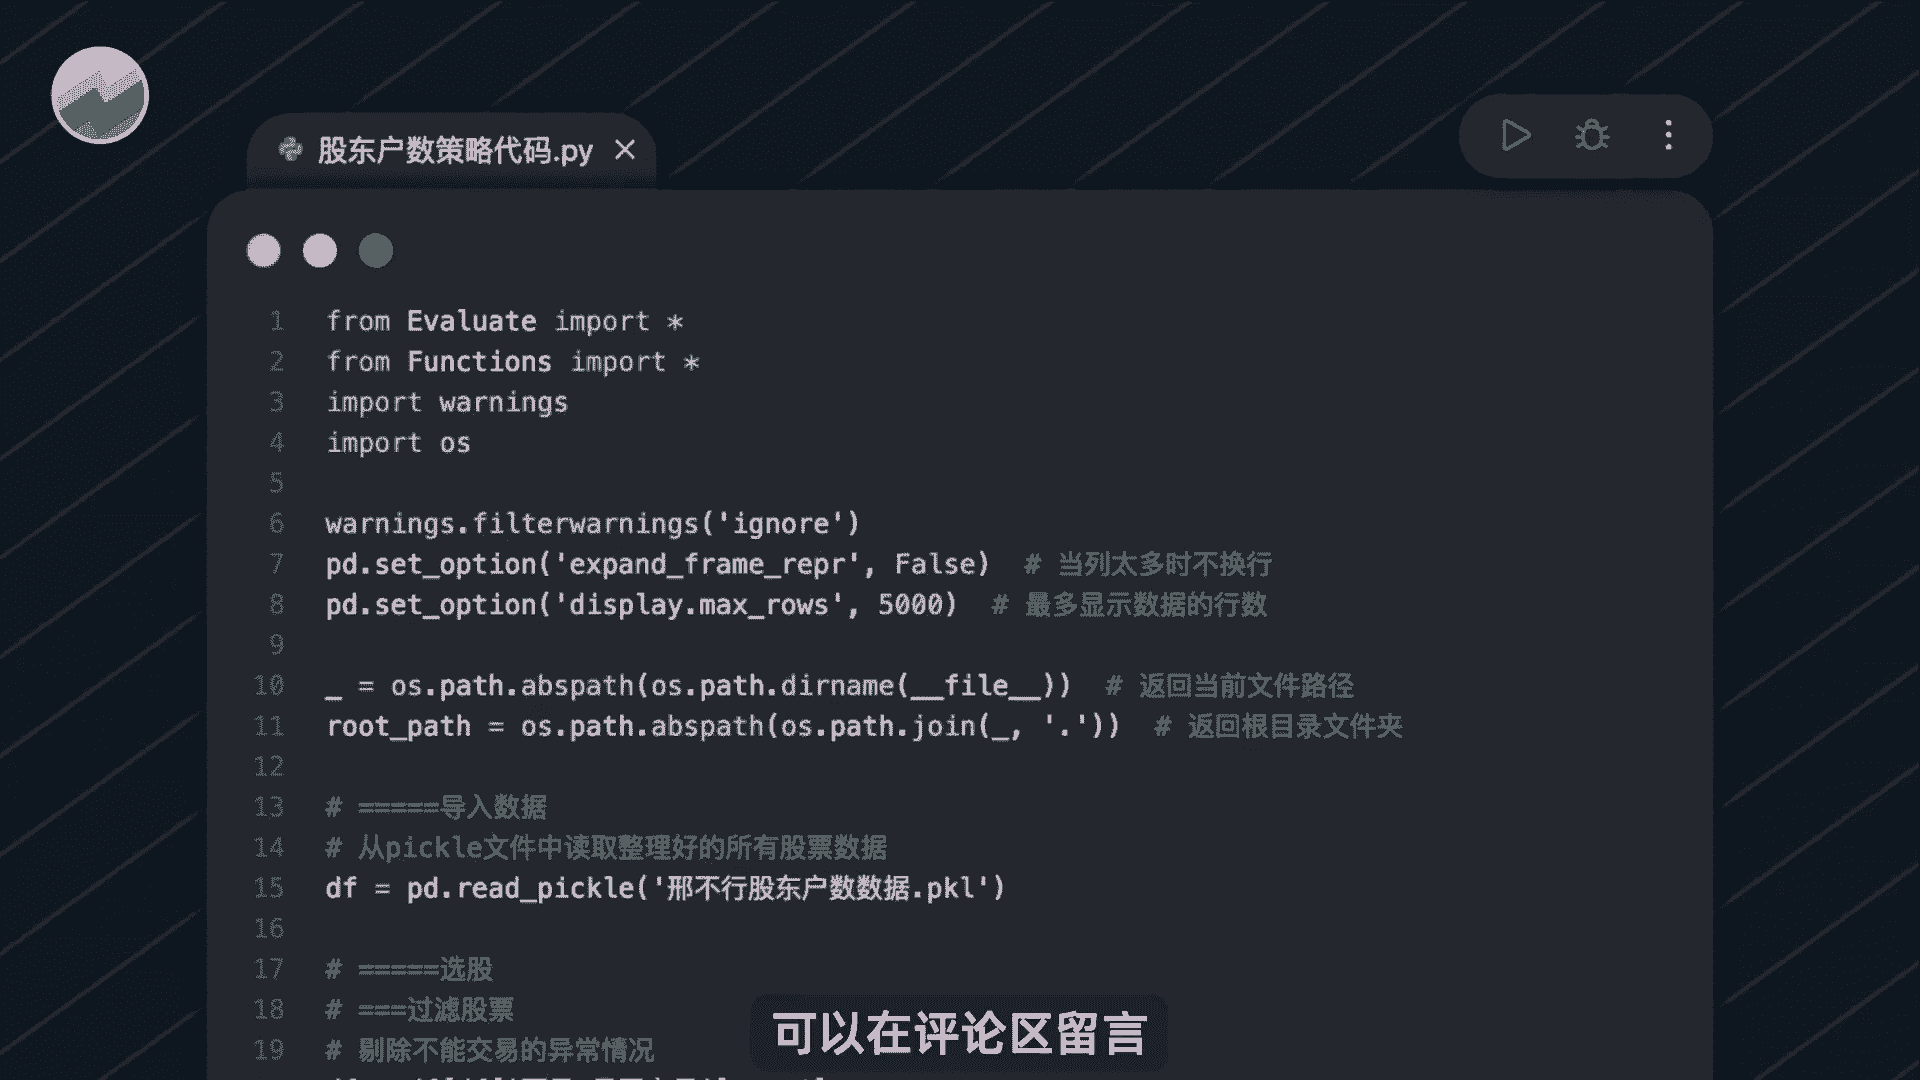 股东户数策略代码.py
1 from Evaluate import *
2 from Functions import *
3 import warnings
4 import os
5
6 warnings.filterwarnings('ignore')
7 pd.set_option('expand_frame_repr', False)  # 当列太多时不换行
8 pd.set_option('display.max_rows', 5000)  # 最多显示数据的行数
9
10 _ = os.path.abspath(os.path.dirname(__file__))  # 返回当前文件路径
11 root_path = os.path.abspath(os.path.join(_, '.'))  # 返回根目录文件夹
12
13 # =====导入数据
14 # 从pickle文件中读取整理好的所有股票数据
15 df = pd.read_pickle('邢不行股东户数数据.pkl')
16
17 # =====选股
18 # ===过滤股票
19 # 剔除不能交易的异常情况
可以在评论区留言